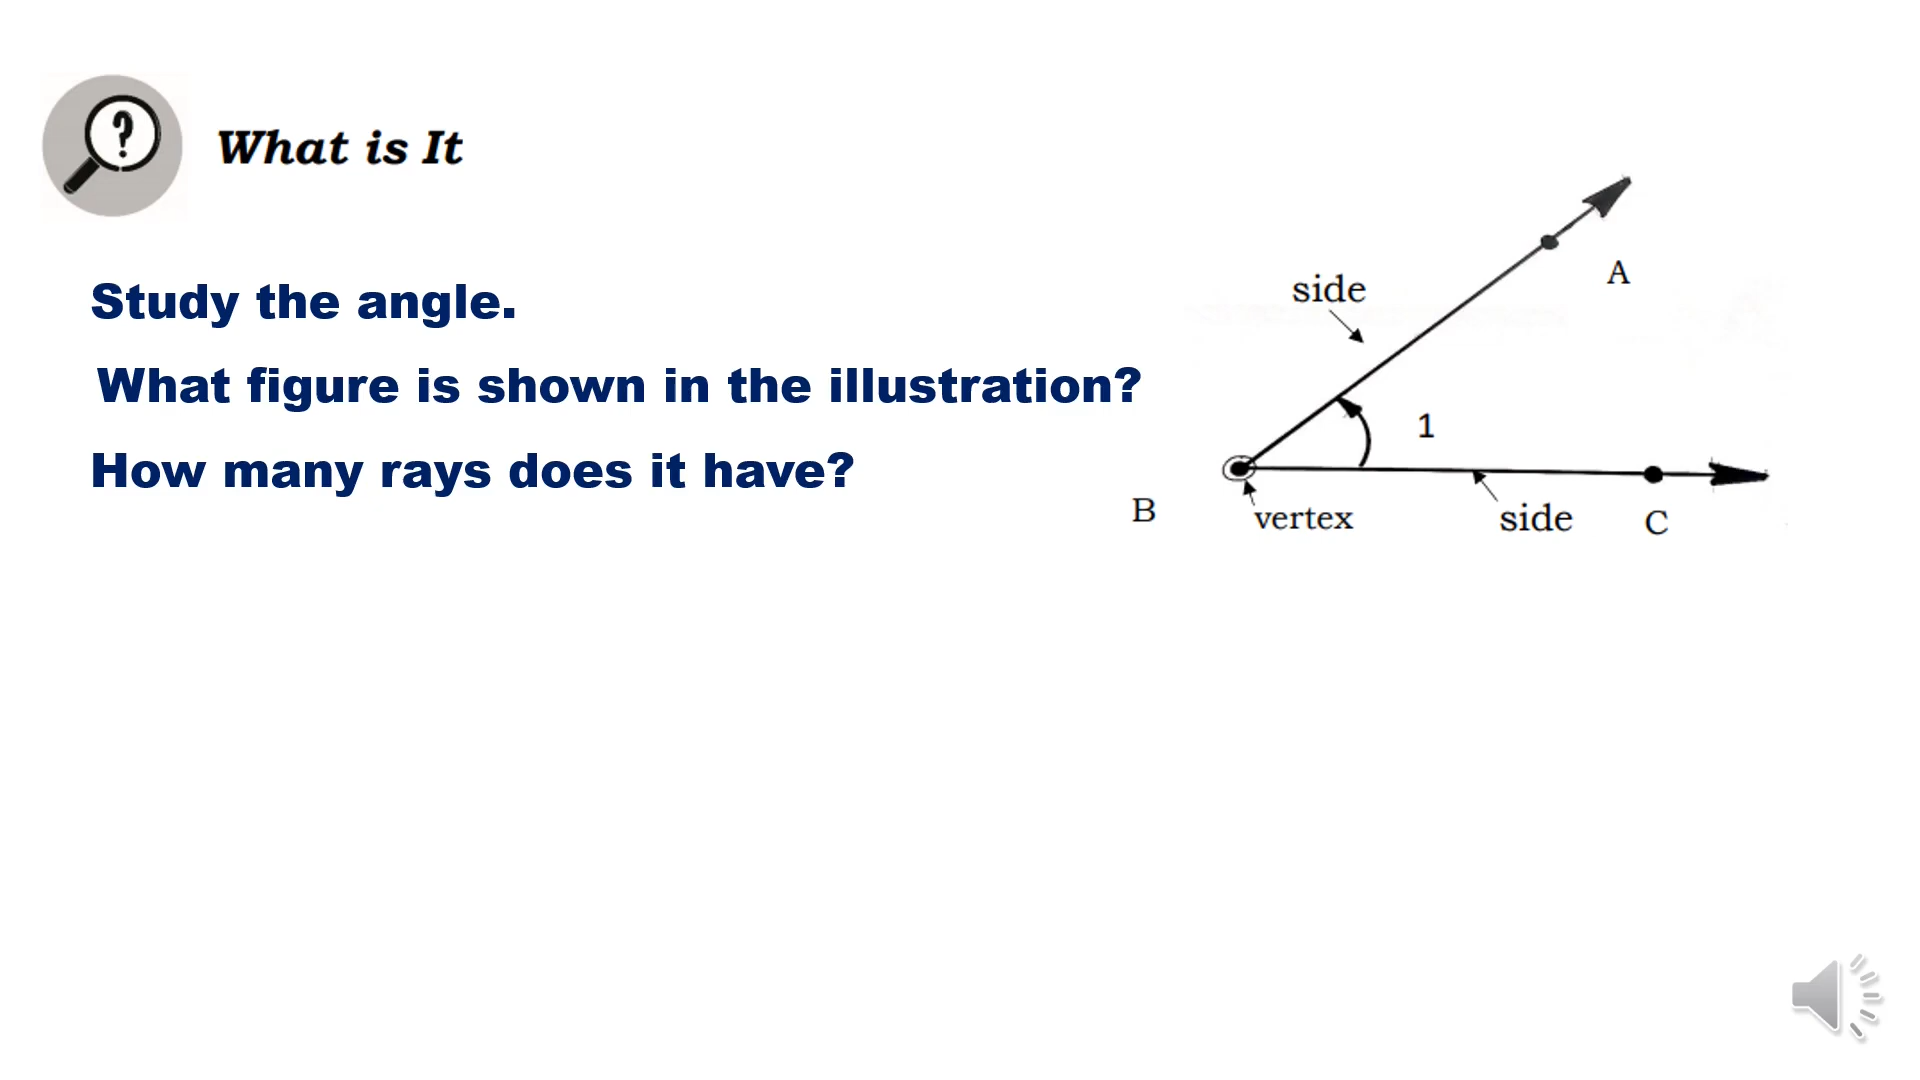 ?
What is It
Study the angle.
What figure is shown in the illustration?
How many rays does it have?
A
side
1
B
vertex
side
C